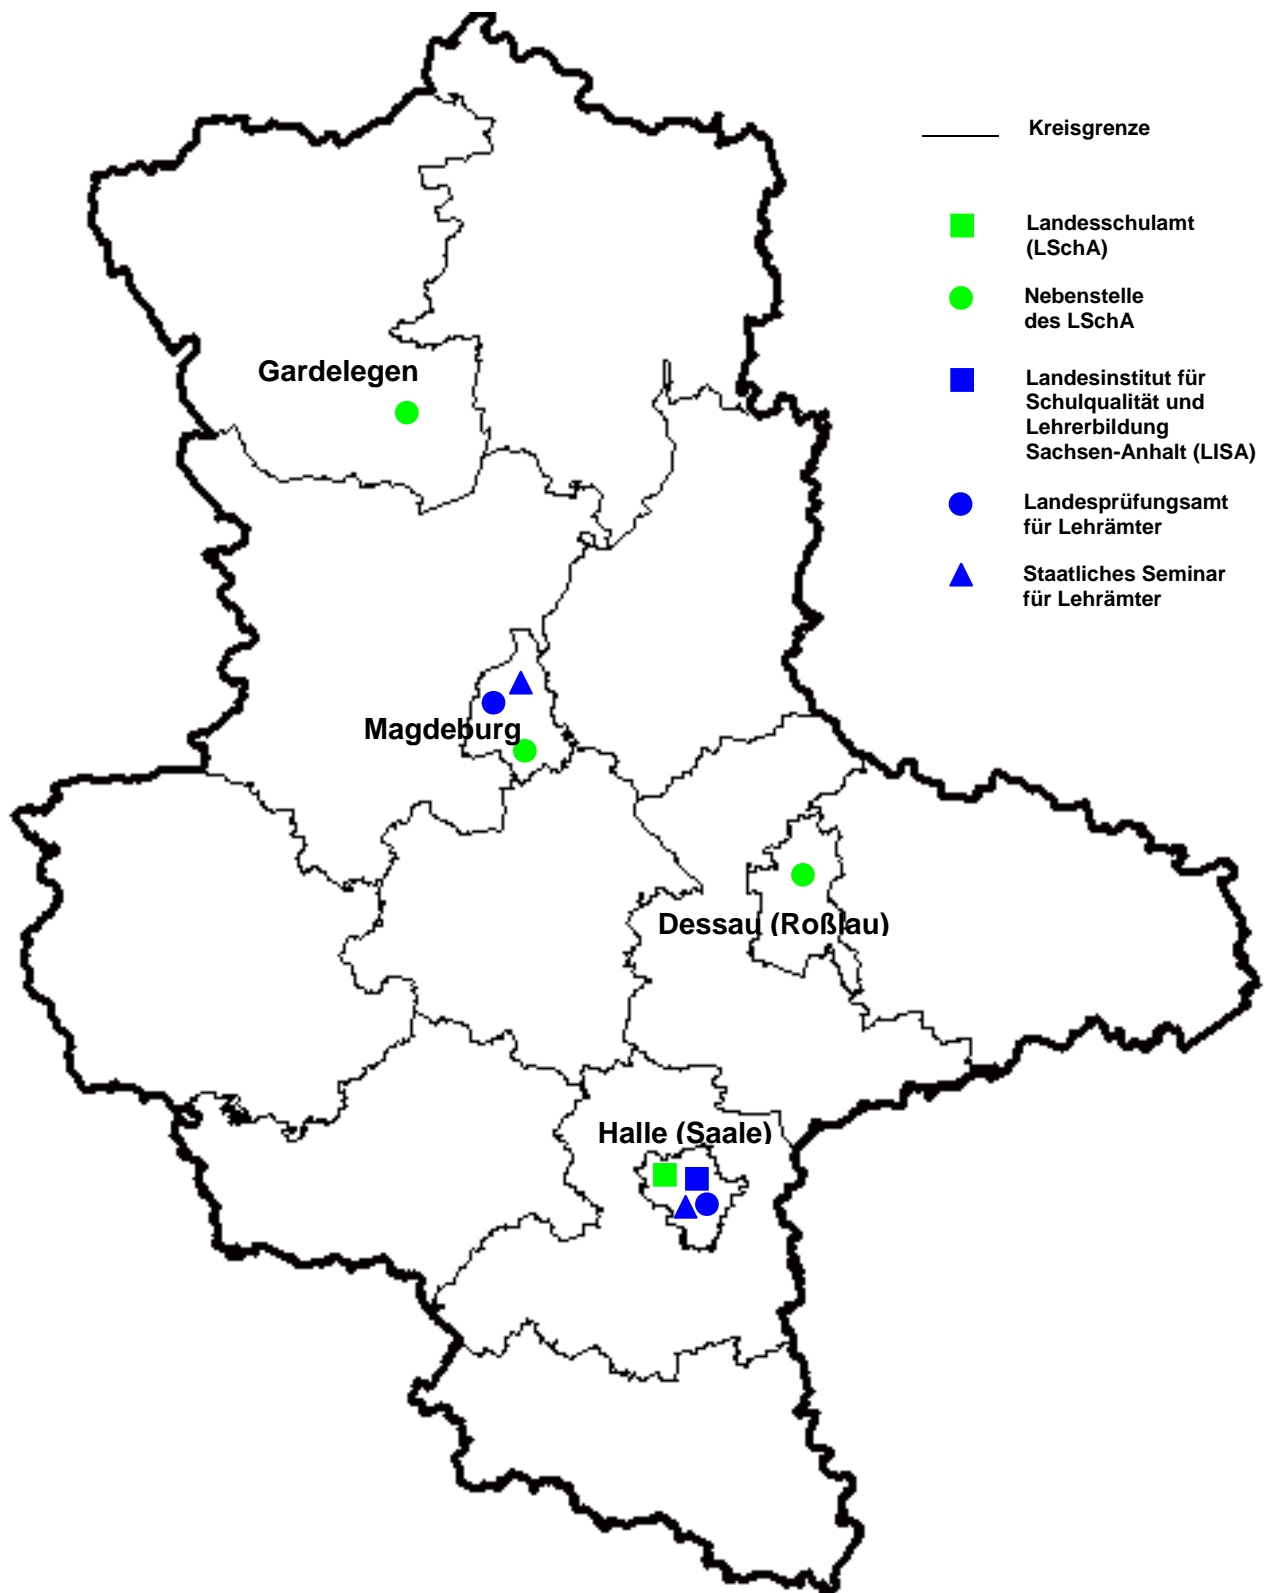 Kreisgrenze
Landesschulamt
(LSchA)
Nebenstelle
des LSchA
Gardelegen
Landesinstitut für
Schulqualität und
Lehrerbildung
Sachsen-Anhalt (LISA)
Landesprüfungsamt
für Lehrämter
Staatliches Seminar
für Lehrämter
Magdeburg
Dessau (Roßlau)
Halle (Saale)